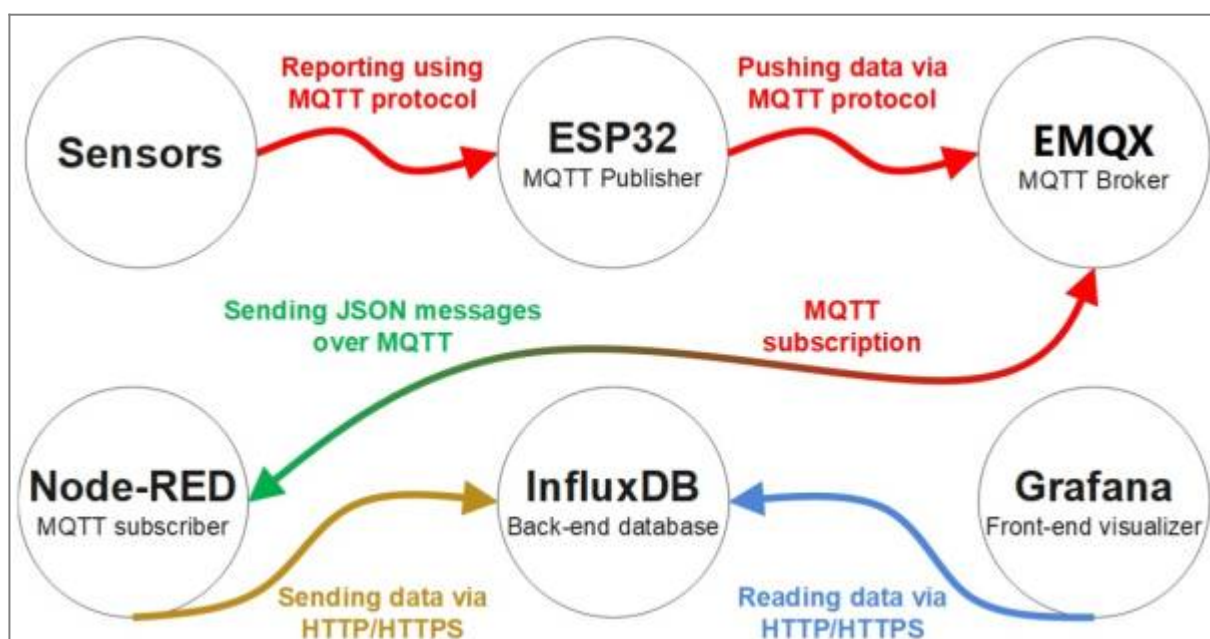 Reporting using
MQTT protocol
Pushing data via
MQTT protocol
Sensors
ESP32
MQTT Publisher
EMQX
MQTT Broker
Sending JSON messages
over MQTT
MQTT
subscription
Node-RED
MQTT subscriber
InfluxDB
Back-end database
Grafana
Front-end visualizer
Sending data via
HTTP/HTTPS
Reading data via
HTTP/HTTPS